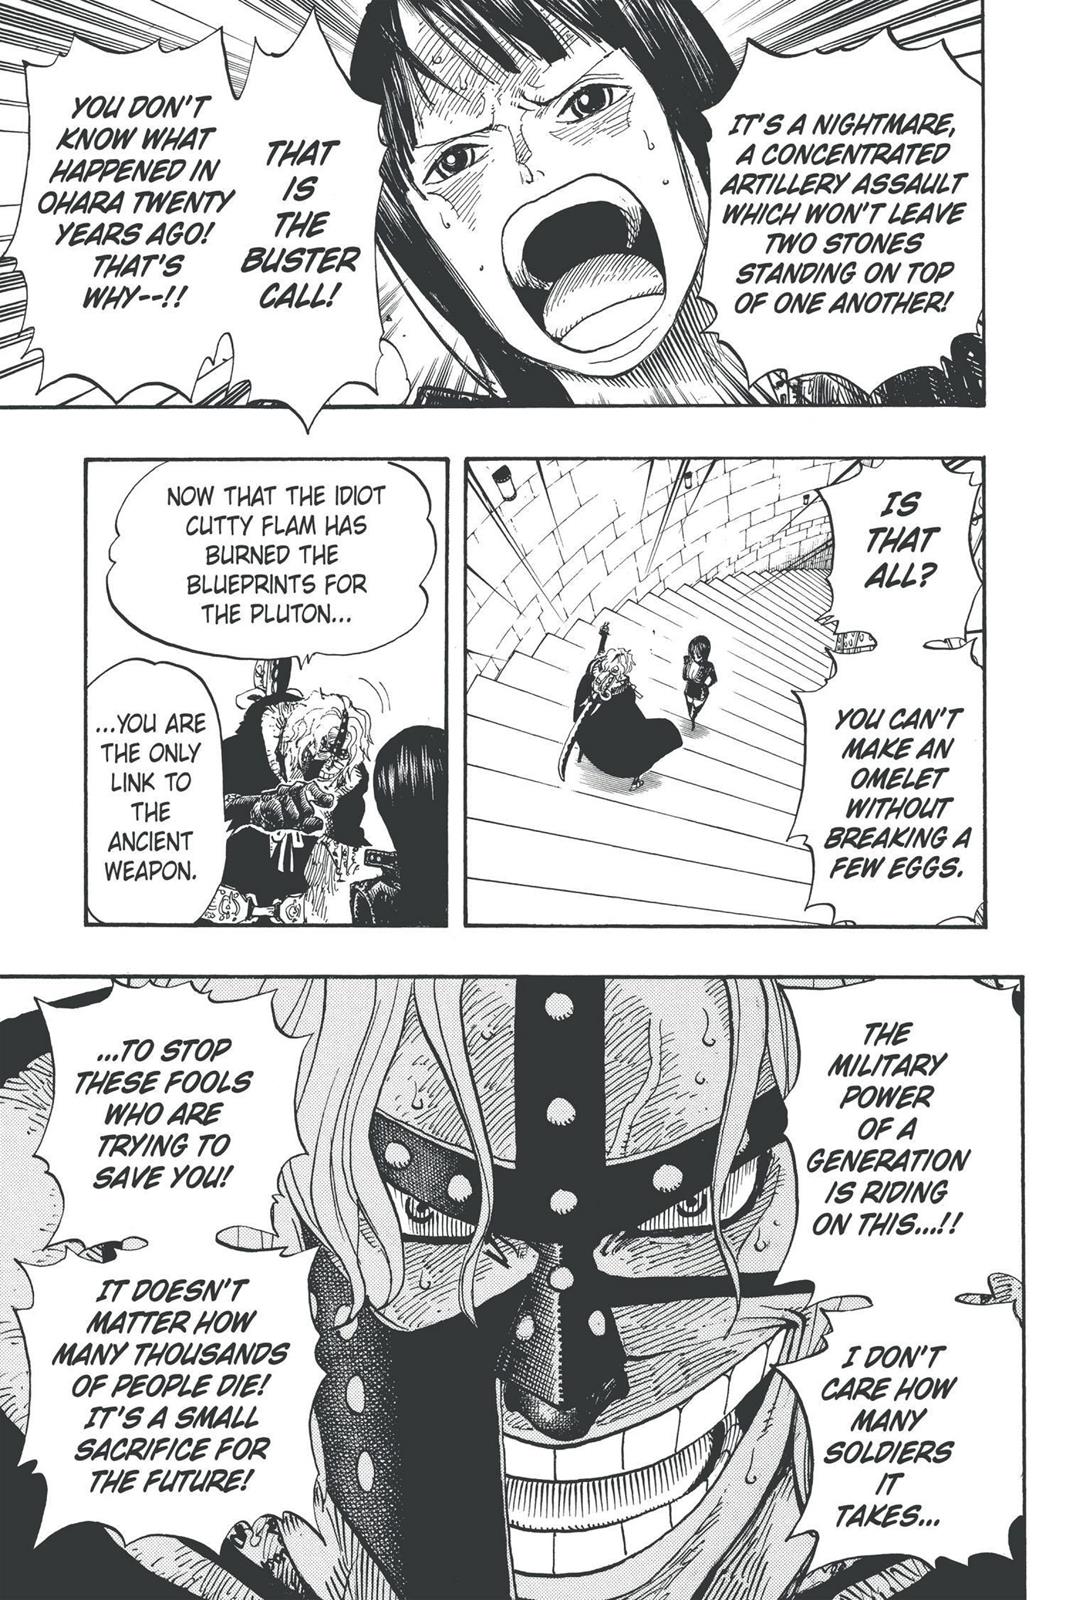 IT'S A NIGHTMARE,
A CONCENTRATED
ARTILLERY ASSAULT
WHICH WON'T LEAVE
TWO STONES
STANDING ON TOP
OF ONE ANOTHER!
THAT
IS
THE
BUSTER
CALL!
YOU DON'T
KNOW WHAT
HAPPENED IN
OHARA TWENTY
YEARS AGO!
THAT'S
WHY--!!
IS
THAT
ALL?
YOU CAN'T
MAKE AN
OMELET
WITHOUT
BREAKING A
FEW EGGS.
NOW THAT THE IDIOT
CUTTY FLAM HAS
BURNED THE
BLUEPRINTS FOR
THE PLUTON...
...YOU ARE
THE ONLY
LINK TO
THE
ANCIENT
WEAPON.
THE
MILITARY
POWER
OF A
GENERATION
IS RIDING
ON THIS...!!
I DON'T
CARE HOW
MANY
SOLDIERS
IT
TAKES...
...TO STOP
THESE FOOLS
WHO ARE
TRYING TO
SAVE YOU!
IT DOESN'T
MATTER HOW
MANY THOUSANDS
OF PEOPLE DIE!
IT'S A SMALL
SACRIFICE FOR
THE FUTURE!